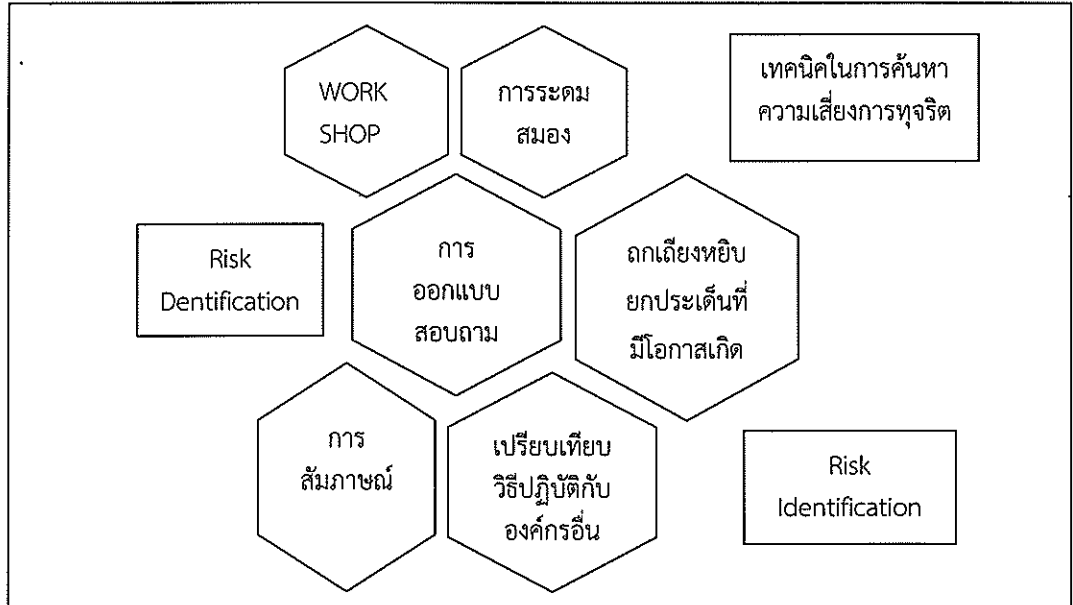 WORK
SHOP
การระดม
สมอง
เทคนิคในการค้นหา
ความเสี่ยงการทุจริต
Risk
Dentification
การ
ออกแบบ
สอบถาม
ถกเถียงหยิบ
ยกประเด็นที่
มีโอกาสเกิด
การ
สัมภาษณ์
เปรียบเทียบ
วิธีปฏิบัติกับ
องค์กรอื่น
Risk
Identification